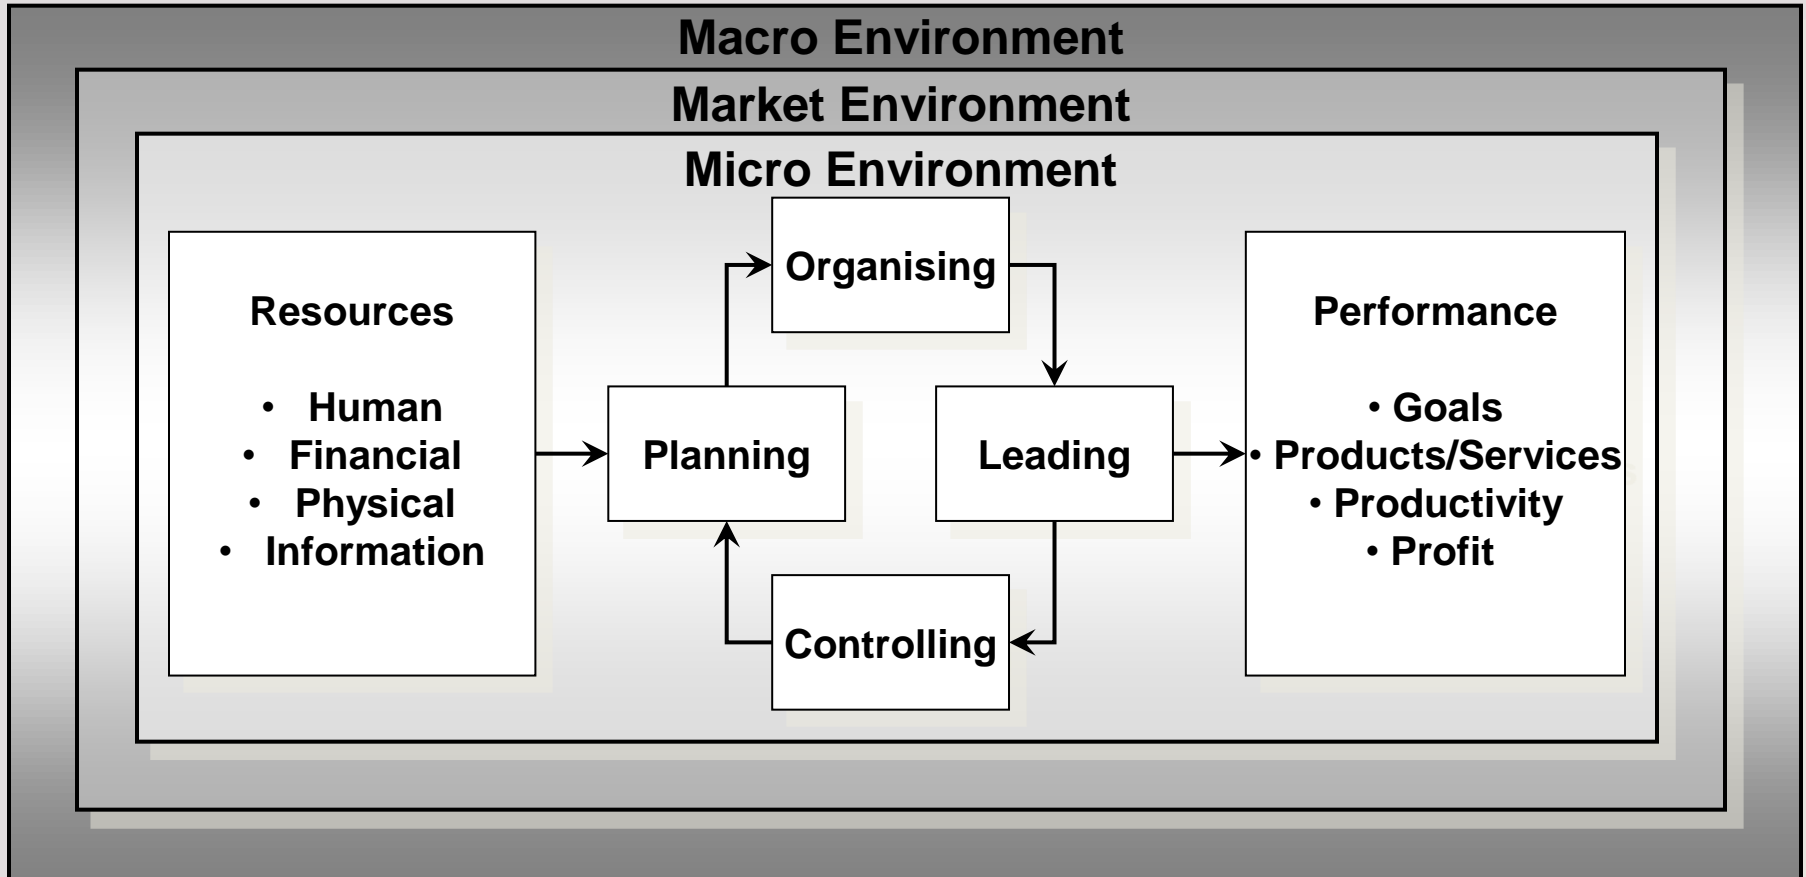 Macro Environment
Market Environment
Micro Environment
Resources
• Human
• Financial
• Physical
• Information
Planning
Organising
Leading
Controlling
Performance
• Goals
• Products/Services
• Productivity
• Profit